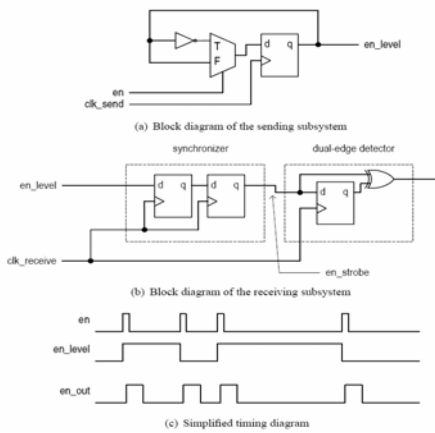 T
F
d q
en_level
en
clk_send
(a) Block diagram of the sending subsystem
synchronizer
dual-edge detector
en_level
d q
d q
d q
clk_receive
en_strobe
(b) Block diagram of the receiving subsystem
en
en_level
en_out
(c) Simplified timing diagram